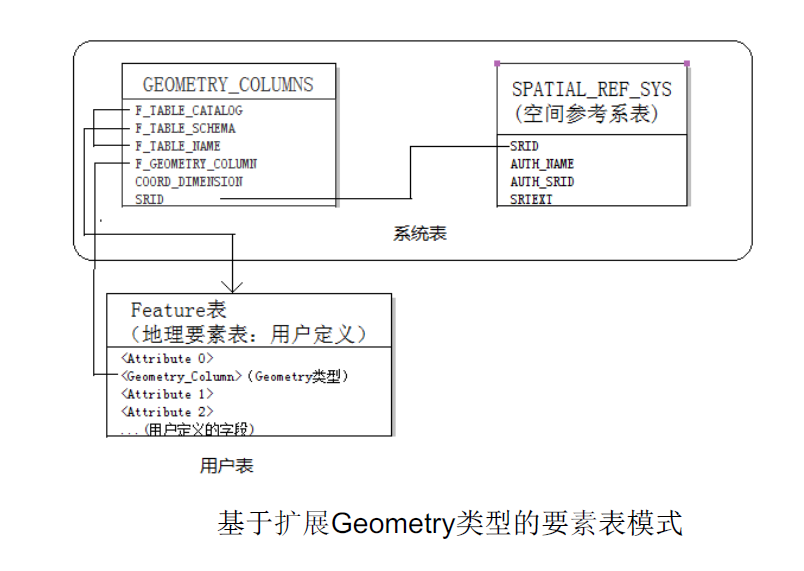 GEOMETRY_COLUMNS
F_TABLE_CATALOG
F_TABLE_SCHEMA
F_TABLE_NAME
F_GEOMETRY_COLUMN
COORD_DIMENSION
SRID
SPATIAL_REF_SYS
(空间参考系表)
SRID
AUTH_NAME
AUTH_SRID
SRTEXT
系统表
Feature表
（地理要素表：用户定义）
<Attribute 0>
<Geometry_Column>（Geometry类型）
<Attribute 1>
<Attribute 2>
...(用户定义的字段)
用户表
基于扩展Geometry类型的要素表模式